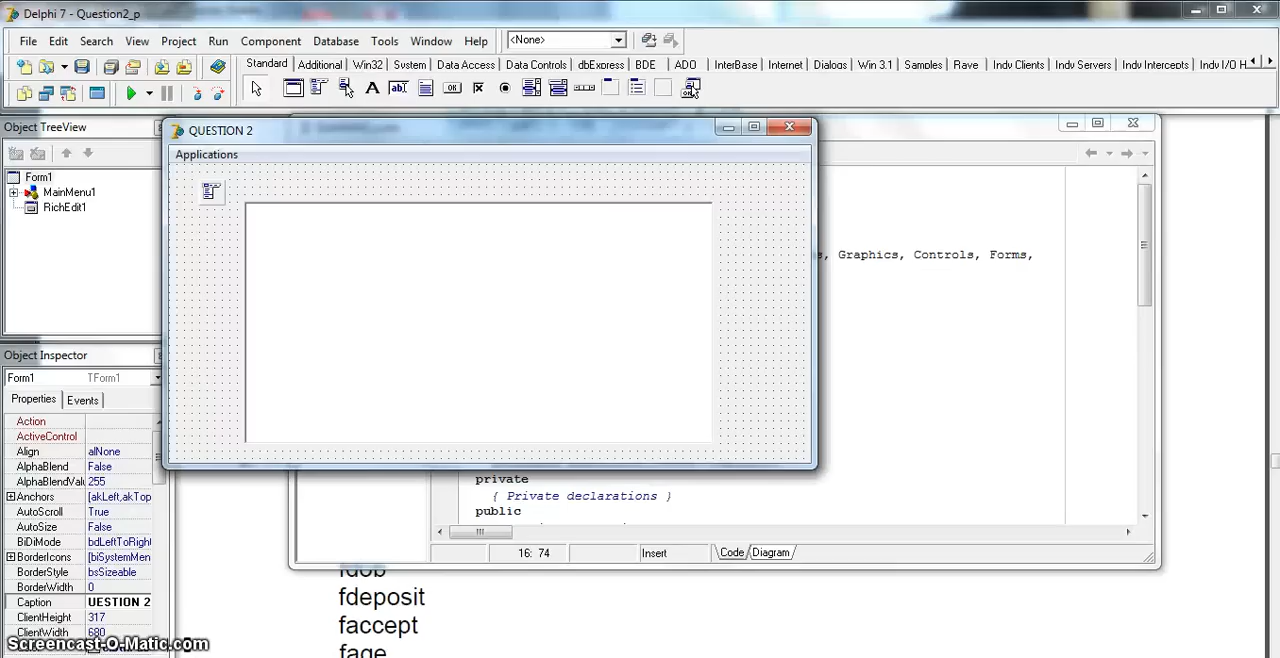 Delphi 7 - Question2_p
File Edit Search View Project Run Component Database Tools Window Help <None>
Standard Additional Win32 System Data Access Data Controls dbExpress BDE ADO InterBase Internet Dialogs Win 3.1 Samples Rave Indy Clients Indy Servers Indy Intercepts Indy I/O H
Object TreeView
QUESTION 2
Applications
Form1
MainMenu1
RichEdit1
s, Graphics, Controls, Forms,
Object Inspector
Form1 TForm1
Properties Events
Action
ActiveControl
Align alNone
AlphaBlend False
AlphaBlendValu 255
Anchors [akLeft,akTop
AutoScroll True
AutoSize False
BiDiMode bdLeftToRight
BorderIcons [biSystemMen
BorderStyle bsSizeable
BorderWidth 0
Caption UESTION 2
ClientHeight 317
ClientWidth 680
private
{ Private declarations }
public
16: 74 Insert Code Diagram
fdob
fdeposit
faccept
fage
Screencast-O-Matic.com